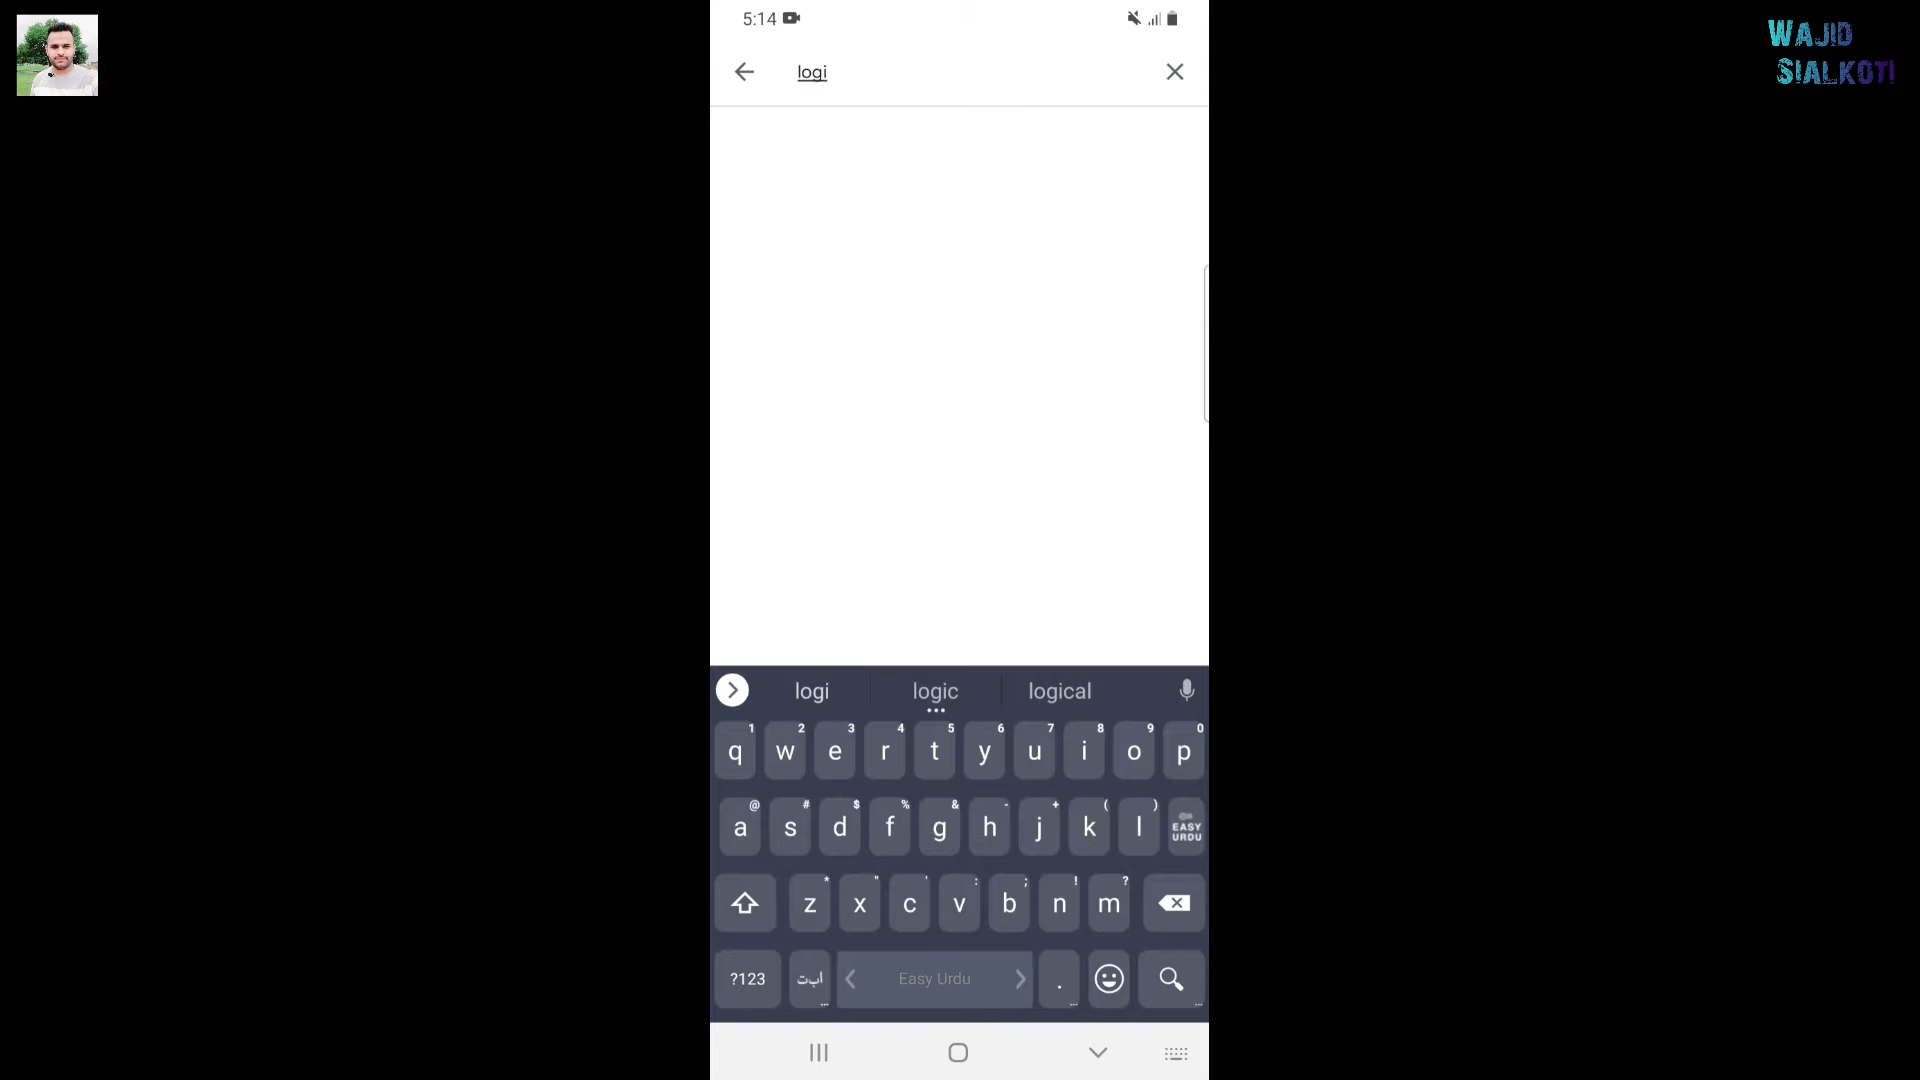 5:14
WAJID
SIALKOTI
logi
logi logic logical
1 2 3 4 5 6 7 8 9 0
q w e r t y u i o p
@ # $ % & - + ( )
a s d f g h j k l EASY
URDU
* " ' : ; ! ?
z x c v b n m
?123 ا‌ب‌ت Easy Urdu .